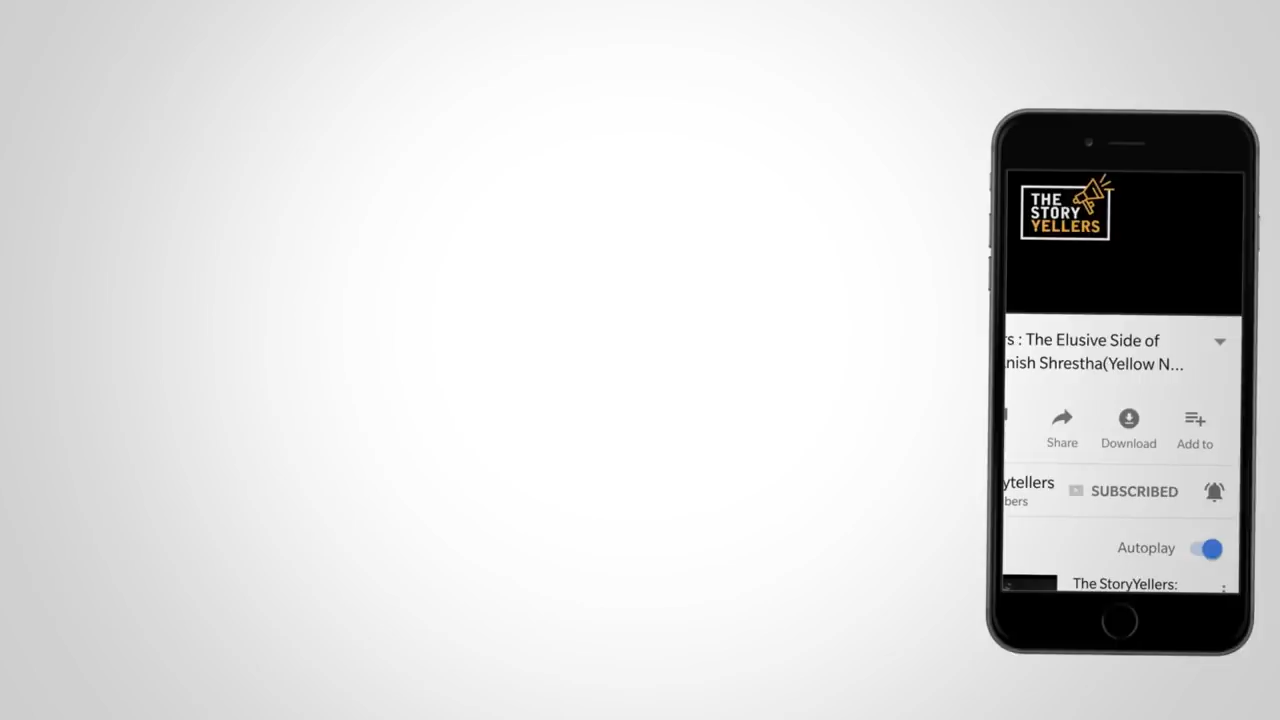 THE
STORY
YELLERS
rs : The Elusive Side of
nish Shrestha(Yellow N...
Share
Download
Add to
ytellers
bers
SUBSCRIBED
Autoplay
The StoryYellers: